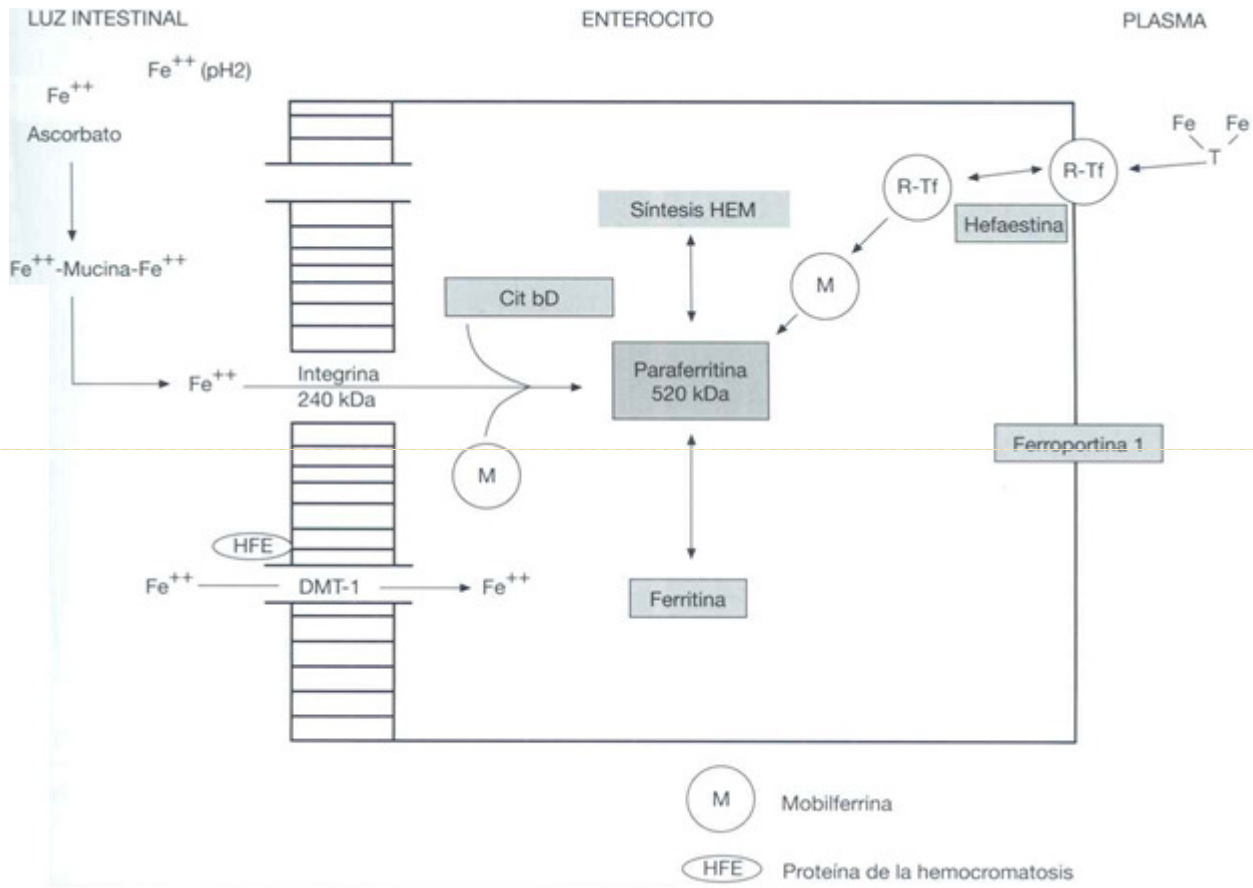 LUZ INTESTINAL
ENTEROCITO
PLASMA
Fe++ (pH2)
Fe++
Ascorbato
Fe++-Mucina-Fe++
Fe++
Integrina
240 kDa
Cit bD
M
Síntesis HEM
Paraferritina
520 kDa
Ferritina
M
R-Tf
R-Tf
Hefaestina
Fe Fe
T
Ferroportina 1
HFE
Fe++
DMT-1
Fe++
M Mobilferrina
HFE Proteína de la hemocromatosis